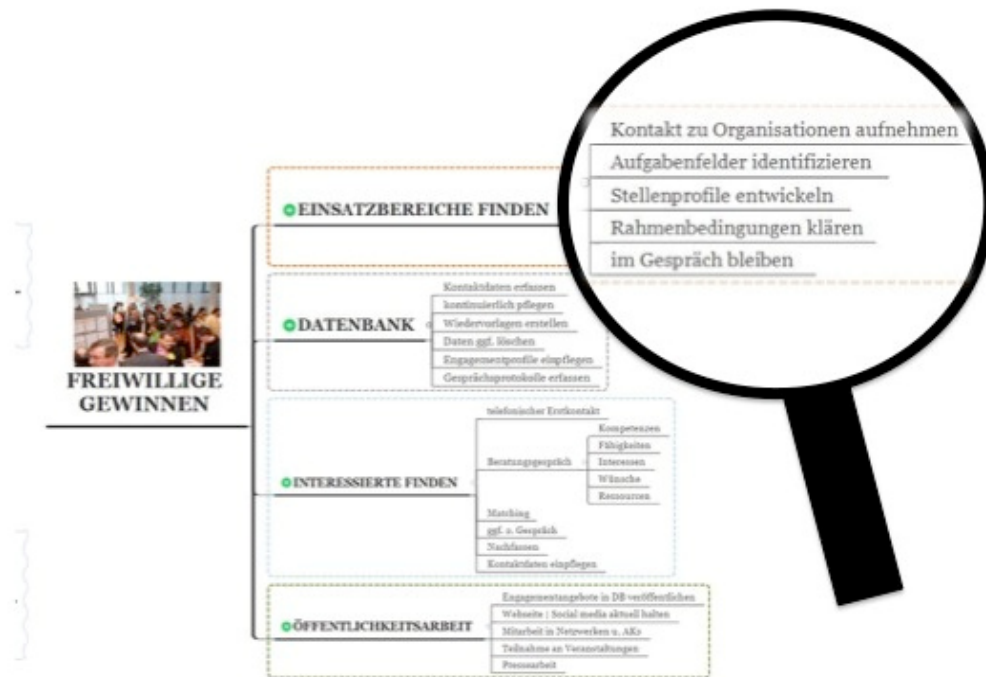 FREIWILLIGE
GEWINNEN
EINSATZBEREICHE FINDEN
Kontakt zu Organisationen aufnehmen
Aufgabenfelder identifizieren
Stellenprofile entwickeln
Rahmenbedingungen klären
im Gespräch bleiben
DATENBANK
Kontaktdaten erfassen
kontinuierlich pflegen
Wiedervorlagen erstellen
Daten ggf. löschen
Engagementprofile einpflegen
Gesprächsprotokolle erfassen
INTERESSIERTE FINDEN
telefonischer Erstkontakt
Beratungsgespräch
Kompetenzen
Fähigkeiten
Interessen
Wünsche
Ressourcen
Matching
ggf. 2. Gespräch
Nachfassen
Kontaktdaten einpflegen
ÖFFENTLICHKEITSARBEIT
Engagementangebote in DB veröffentlichen
Webseite | Social media aktuell halten
Mitarbeit in Netzwerken u. AKs
Teilnahme an Veranstaltungen
Pressearbeit